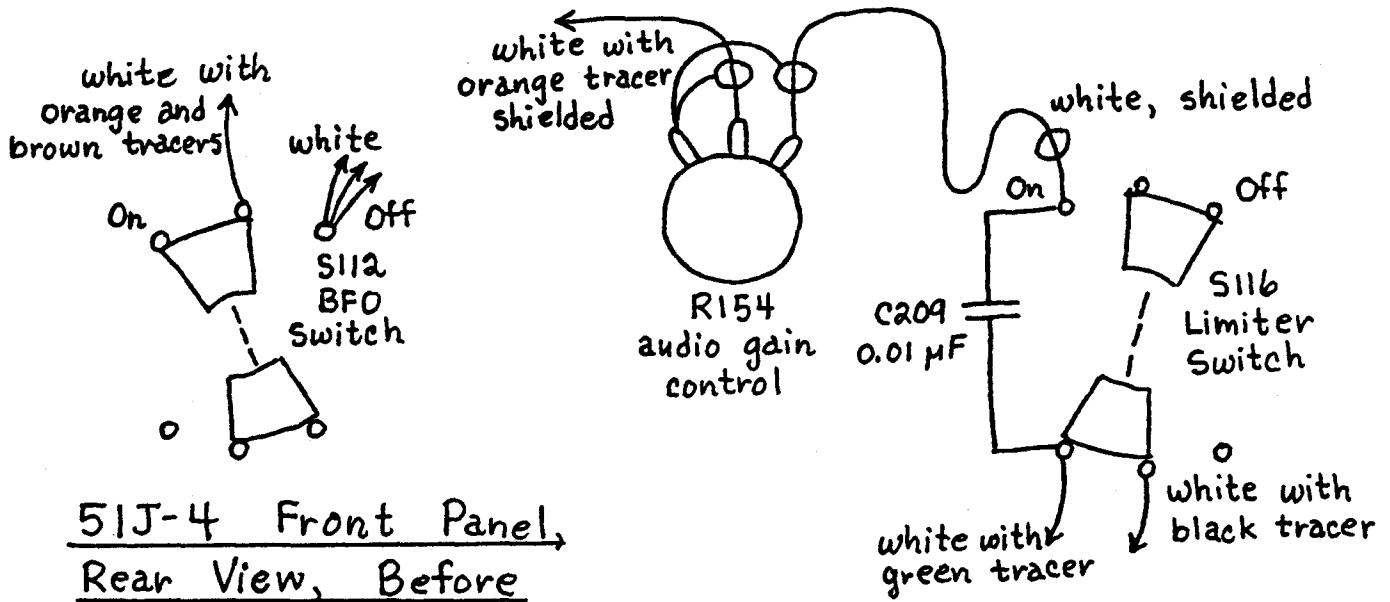 white with
orange and
brown tracers
white
On
Off
S112
BFO
Switch
white with
orange tracer
shielded
R154
audio gain
control
white, shielded
On
Off
C209
0.01 μF
S116
Limiter
Switch
white with
green tracer
white with
black tracer
51J-4 Front Panel,
Rear View, Before